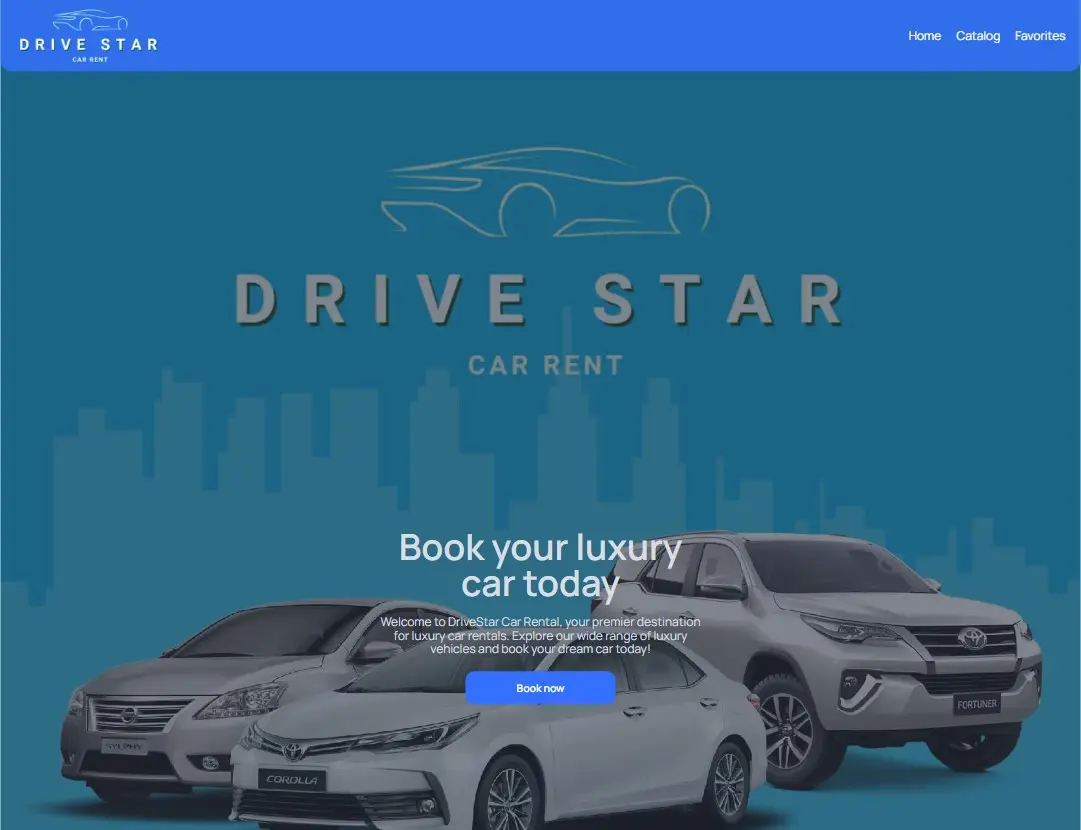 DRIVE STAR
CAR RENT
Home Catalog Favorites
DRIVE STAR
CAR RENT
Book your luxury
car today
Welcome to DriveStar Car Rental, your premier destination
for luxury car rentals. Explore our wide range of luxury
vehicles and book your dream car today!
Book now
FORTUNER
SYLPHY
COROLLA